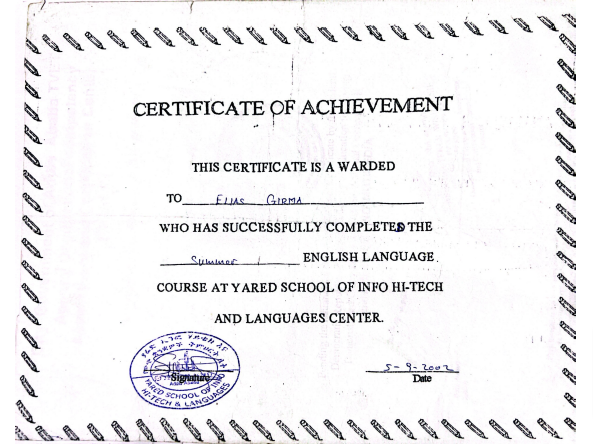 CERTIFICATE OF ACHIEVEMENT
THIS CERTIFICATE IS A WARDED
TO ELIAS GIRMA
WHO HAS SUCCESSFULLY COMPLETED THE
Summer ENGLISH LANGUAGE
COURSE AT YARED SCHOOL OF INFO HI-TECH
AND LANGUAGES CENTER.
Signature
YARED SCHOOL OF INFO
HI-TECH & LANGUAGES
5-9-2002
Date